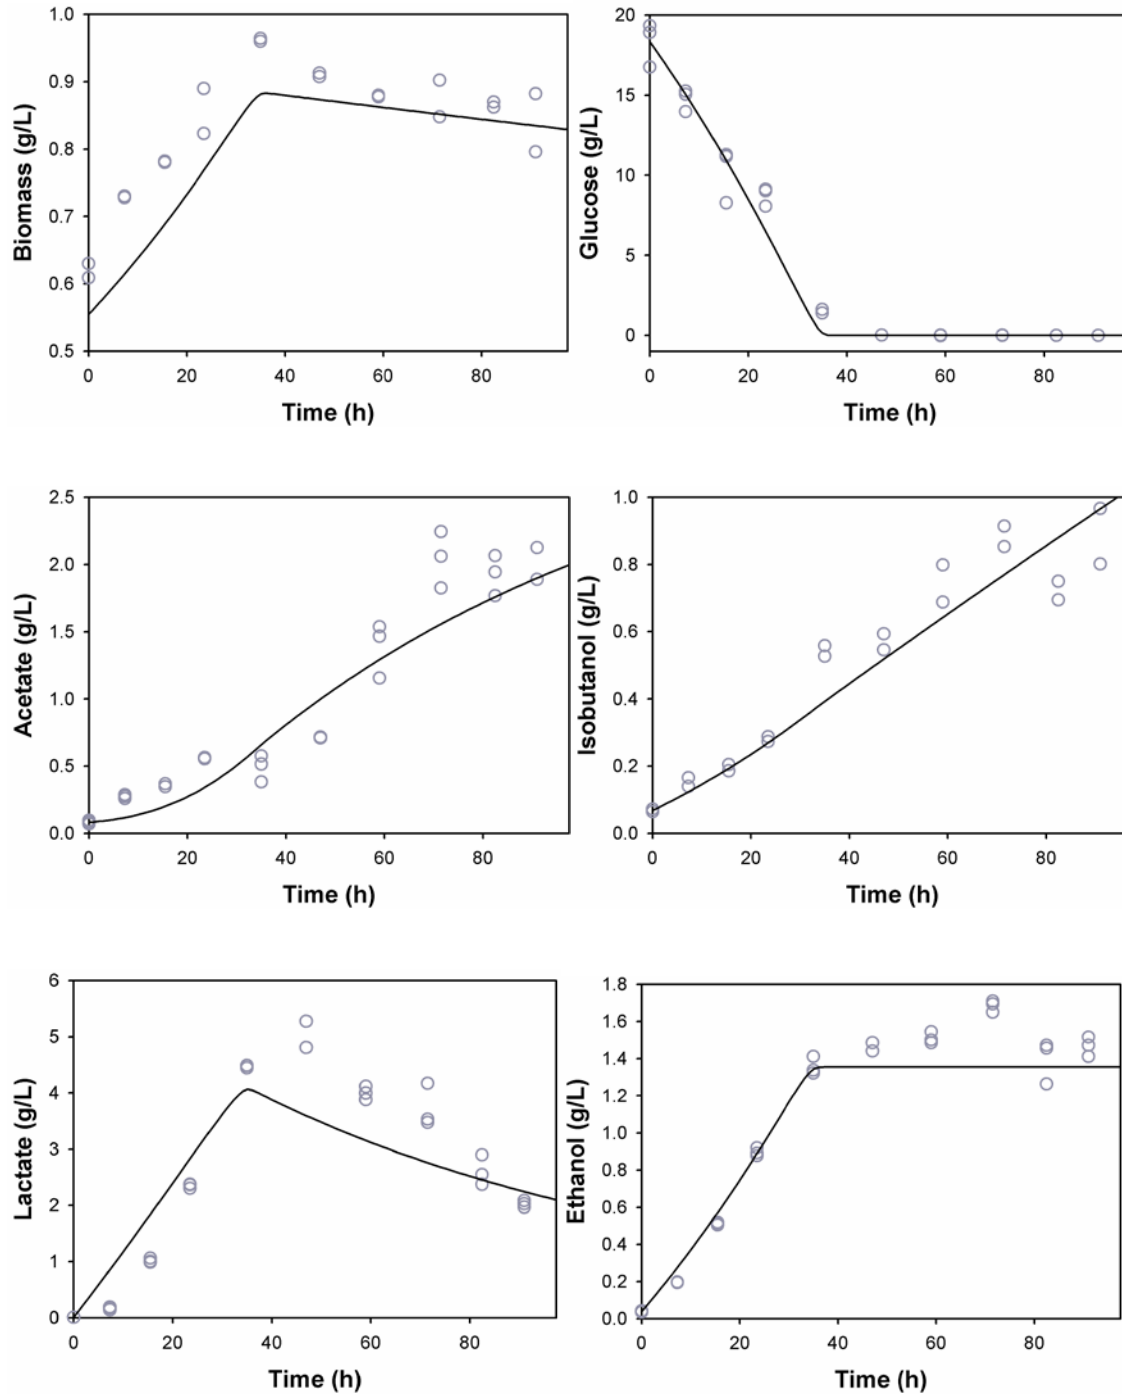 Biomass (g/L)
1.0
0.9
0.8
0.7
0.6
0.5
0 20 40 60 80
Time (h)
Glucose (g/L)
20
15
10
5
0
0 20 40 60 80
Time (h)
Acetate (g/L)
2.5
2.0
1.5
1.0
0.5
0.0
0 20 40 60 80
Time (h)
Isobutanol (g/L)
1.0
0.8
0.6
0.4
0.2
0.0
0 20 40 60 80
Time (h)
Lactate (g/L)
6
5
4
3
2
1
0
0 20 40 60 80
Time (h)
Ethanol (g/L)
1.8
1.6
1.4
1.2
1.0
0.8
0.6
0.4
0.2
0.0
0 20 40 60 80
Time (h)